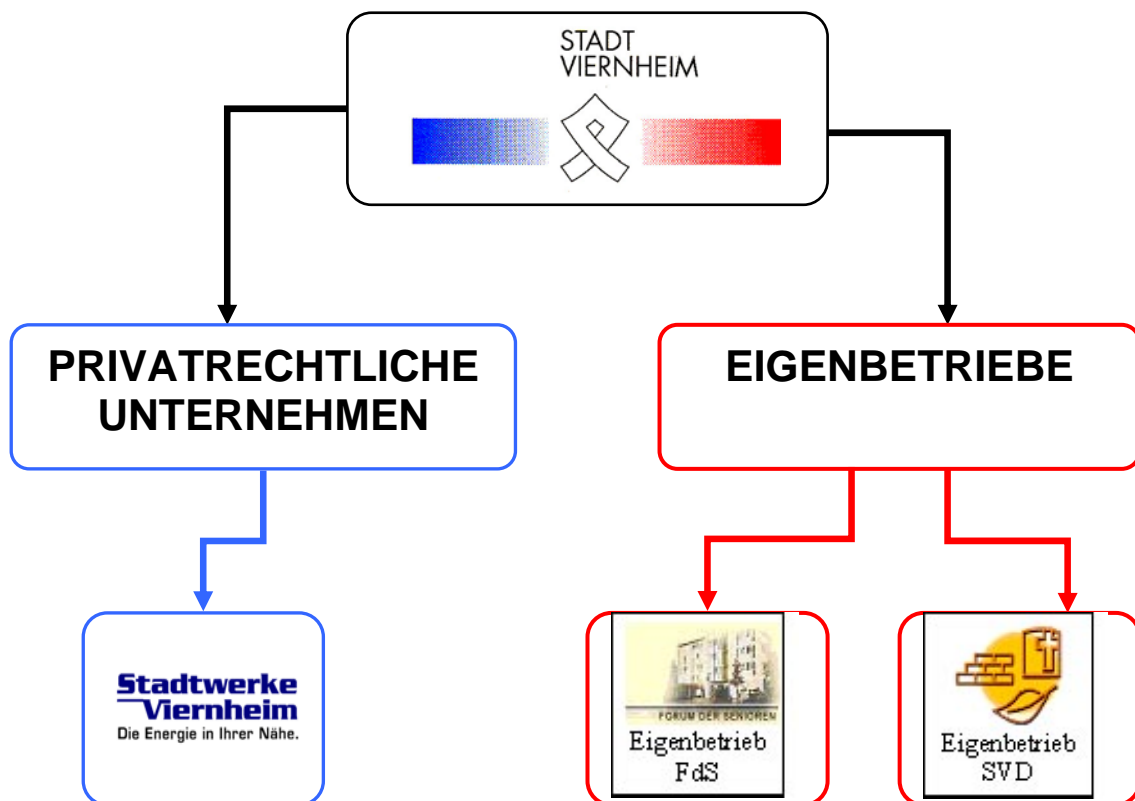 STADT
VIERNHEIM
PRIVATRECHTLICHE
UNTERNEHMEN
EIGENBETRIEBE
Stadtwerke
Viernheim
Die Energie in Ihrer Nähe.
FORUM DER SENIOREN
Eigenbetrieb
FdS
Eigenbetrieb
SVD